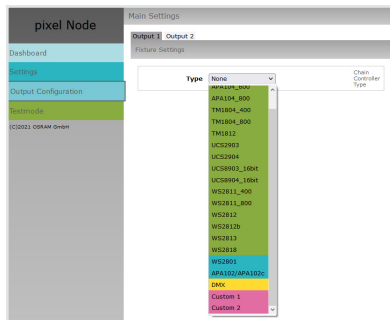 pixel Node
Dashboard
Settings
Output Configuration
Testmode
(C)2021 OSRAM GmbH
Main Settings
Output 1 Output 2
Fixture Settings
Type None
Chain
Controller
Type
APA104_600
APA104_800
TM1804_400
TM1804_800
TM1812
UCS2903
UCS2904
UCS8903_16bit
UCS8904_16bit
WS2811_400
WS2811_800
WS2812
WS2812b
WS2813
WS2818
WS2801
APA102/APA102c
DMX
Custom 1
Custom 2